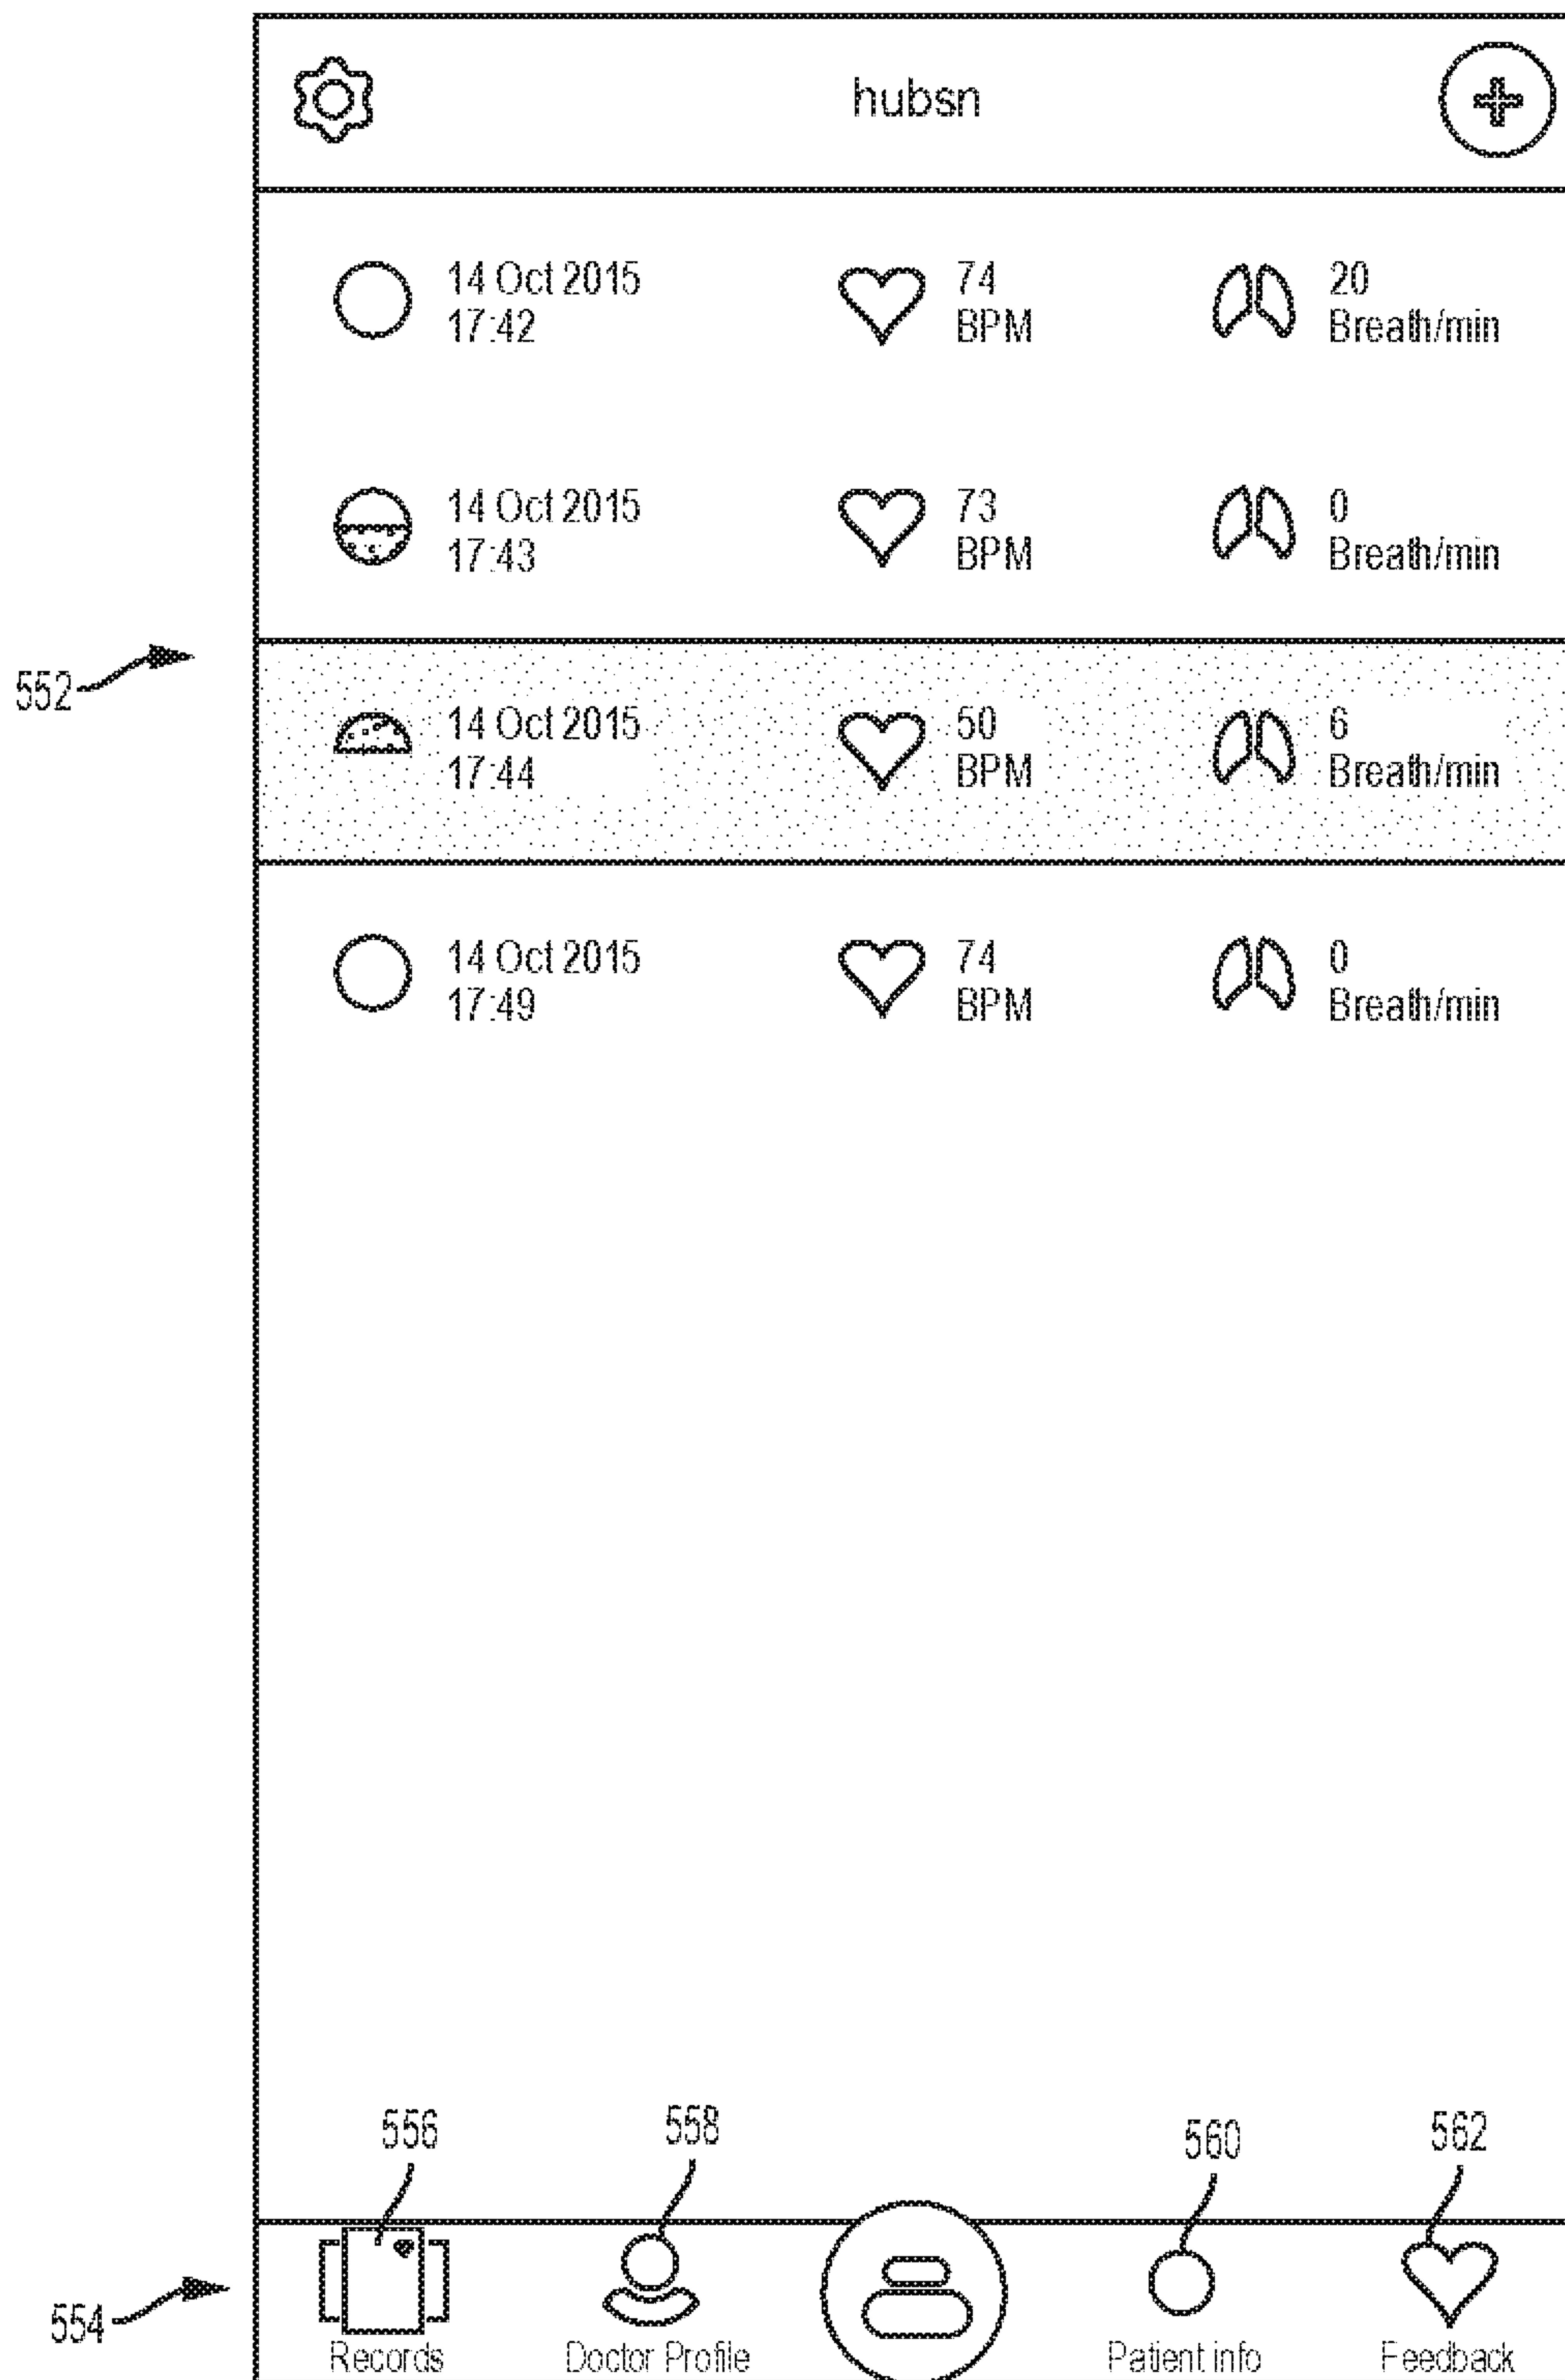 hubsn
14 Oct 2015
17:42
74
BPM
20
Breath/min
14 Oct 2015
17:43
73
BPM
0
Breath/min
552
14 Oct 2015
17:44
50
BPM
6
Breath/min
14 Oct 2015
17:49
74
BPM
0
Breath/min
556
558
560
562
554
Records
Doctor Profile
Patient info
Feedback